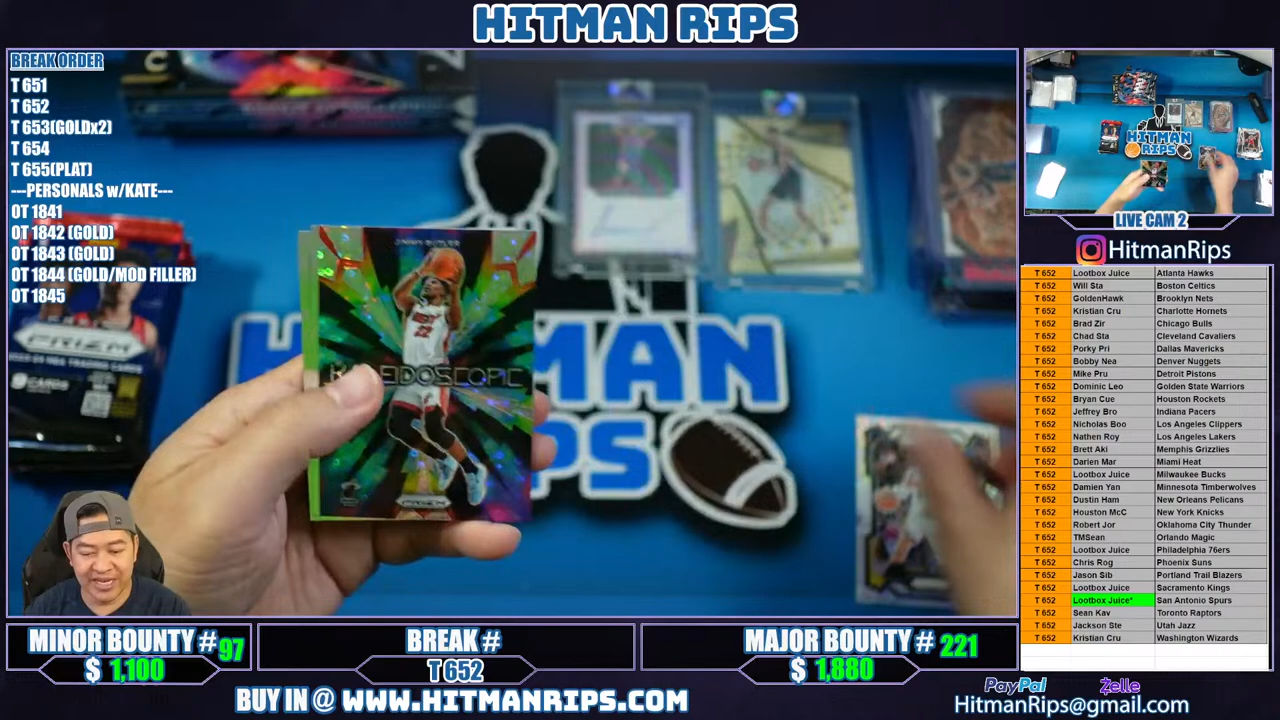 HITMAN RIPS
BREAK ORDER
T 651
T 652
T 653(GOLDx2)
T 654
T 655(PLAT)
---PERSONALS w/KATE---
OT 1841
OT 1842 (GOLD)
OT 1843 (GOLD)
OT 1844 (GOLD/MOD FILLER)
OT 1845
PRIZM
JIMMY BUTLER
KALEIDOSCOPIC
PRIZM
HITMAN
RIPS
HITMAN
RIPS
LIVE CAM 2
HitmanRips
T 652 Lootbox Juice Atlanta Hawks
T 652 Will Sta Boston Celtics
T 652 GoldenHawk Brooklyn Nets
T 652 Kristian Cru Charlotte Hornets
T 652 Brad Zir Chicago Bulls
T 652 Chad Sta Cleveland Cavaliers
T 652 Porky Pri Dallas Mavericks
T 652 Bobby Nea Denver Nuggets
T 652 Mike Pru Detroit Pistons
T 652 Dominic Leo Golden State Warriors
T 652 Bryan Cue Houston Rockets
T 652 Jeffrey Bro Indiana Pacers
T 652 Nicholas Boo Los Angeles Clippers
T 652 Nathen Roy Los Angeles Lakers
T 652 Brett Aki Memphis Grizzlies
T 652 Darien Mar Miami Heat
T 652 Lootbox Juice Milwaukee Bucks
T 652 Damien Yan Minnesota Timberwolves
T 652 Dustin Ham New Orleans Pelicans
T 652 Houston McC New York Knicks
T 652 Robert Jor Oklahoma City Thunder
T 652 TMSean Orlando Magic
T 652 Lootbox Juice Philadelphia 76ers
T 652 Chris Rog Phoenix Suns
T 652 Jason Sib Portland Trail Blazers
T 652 Lootbox Juice Sacramento Kings
T 652 Lootbox Juice* San Antonio Spurs
T 652 Sean Kav Toronto Raptors
T 652 Jackson Ste Utah Jazz
T 652 Kristian Cru Washington Wizards
MINOR BOUNTY # 97
$ 1,100
BREAK #
T 652
MAJOR BOUNTY # 221
$ 1,880
BUY IN @ WWW.HITMANRIPS.COM
PayPal Zelle
HitmanRips@gmail.com